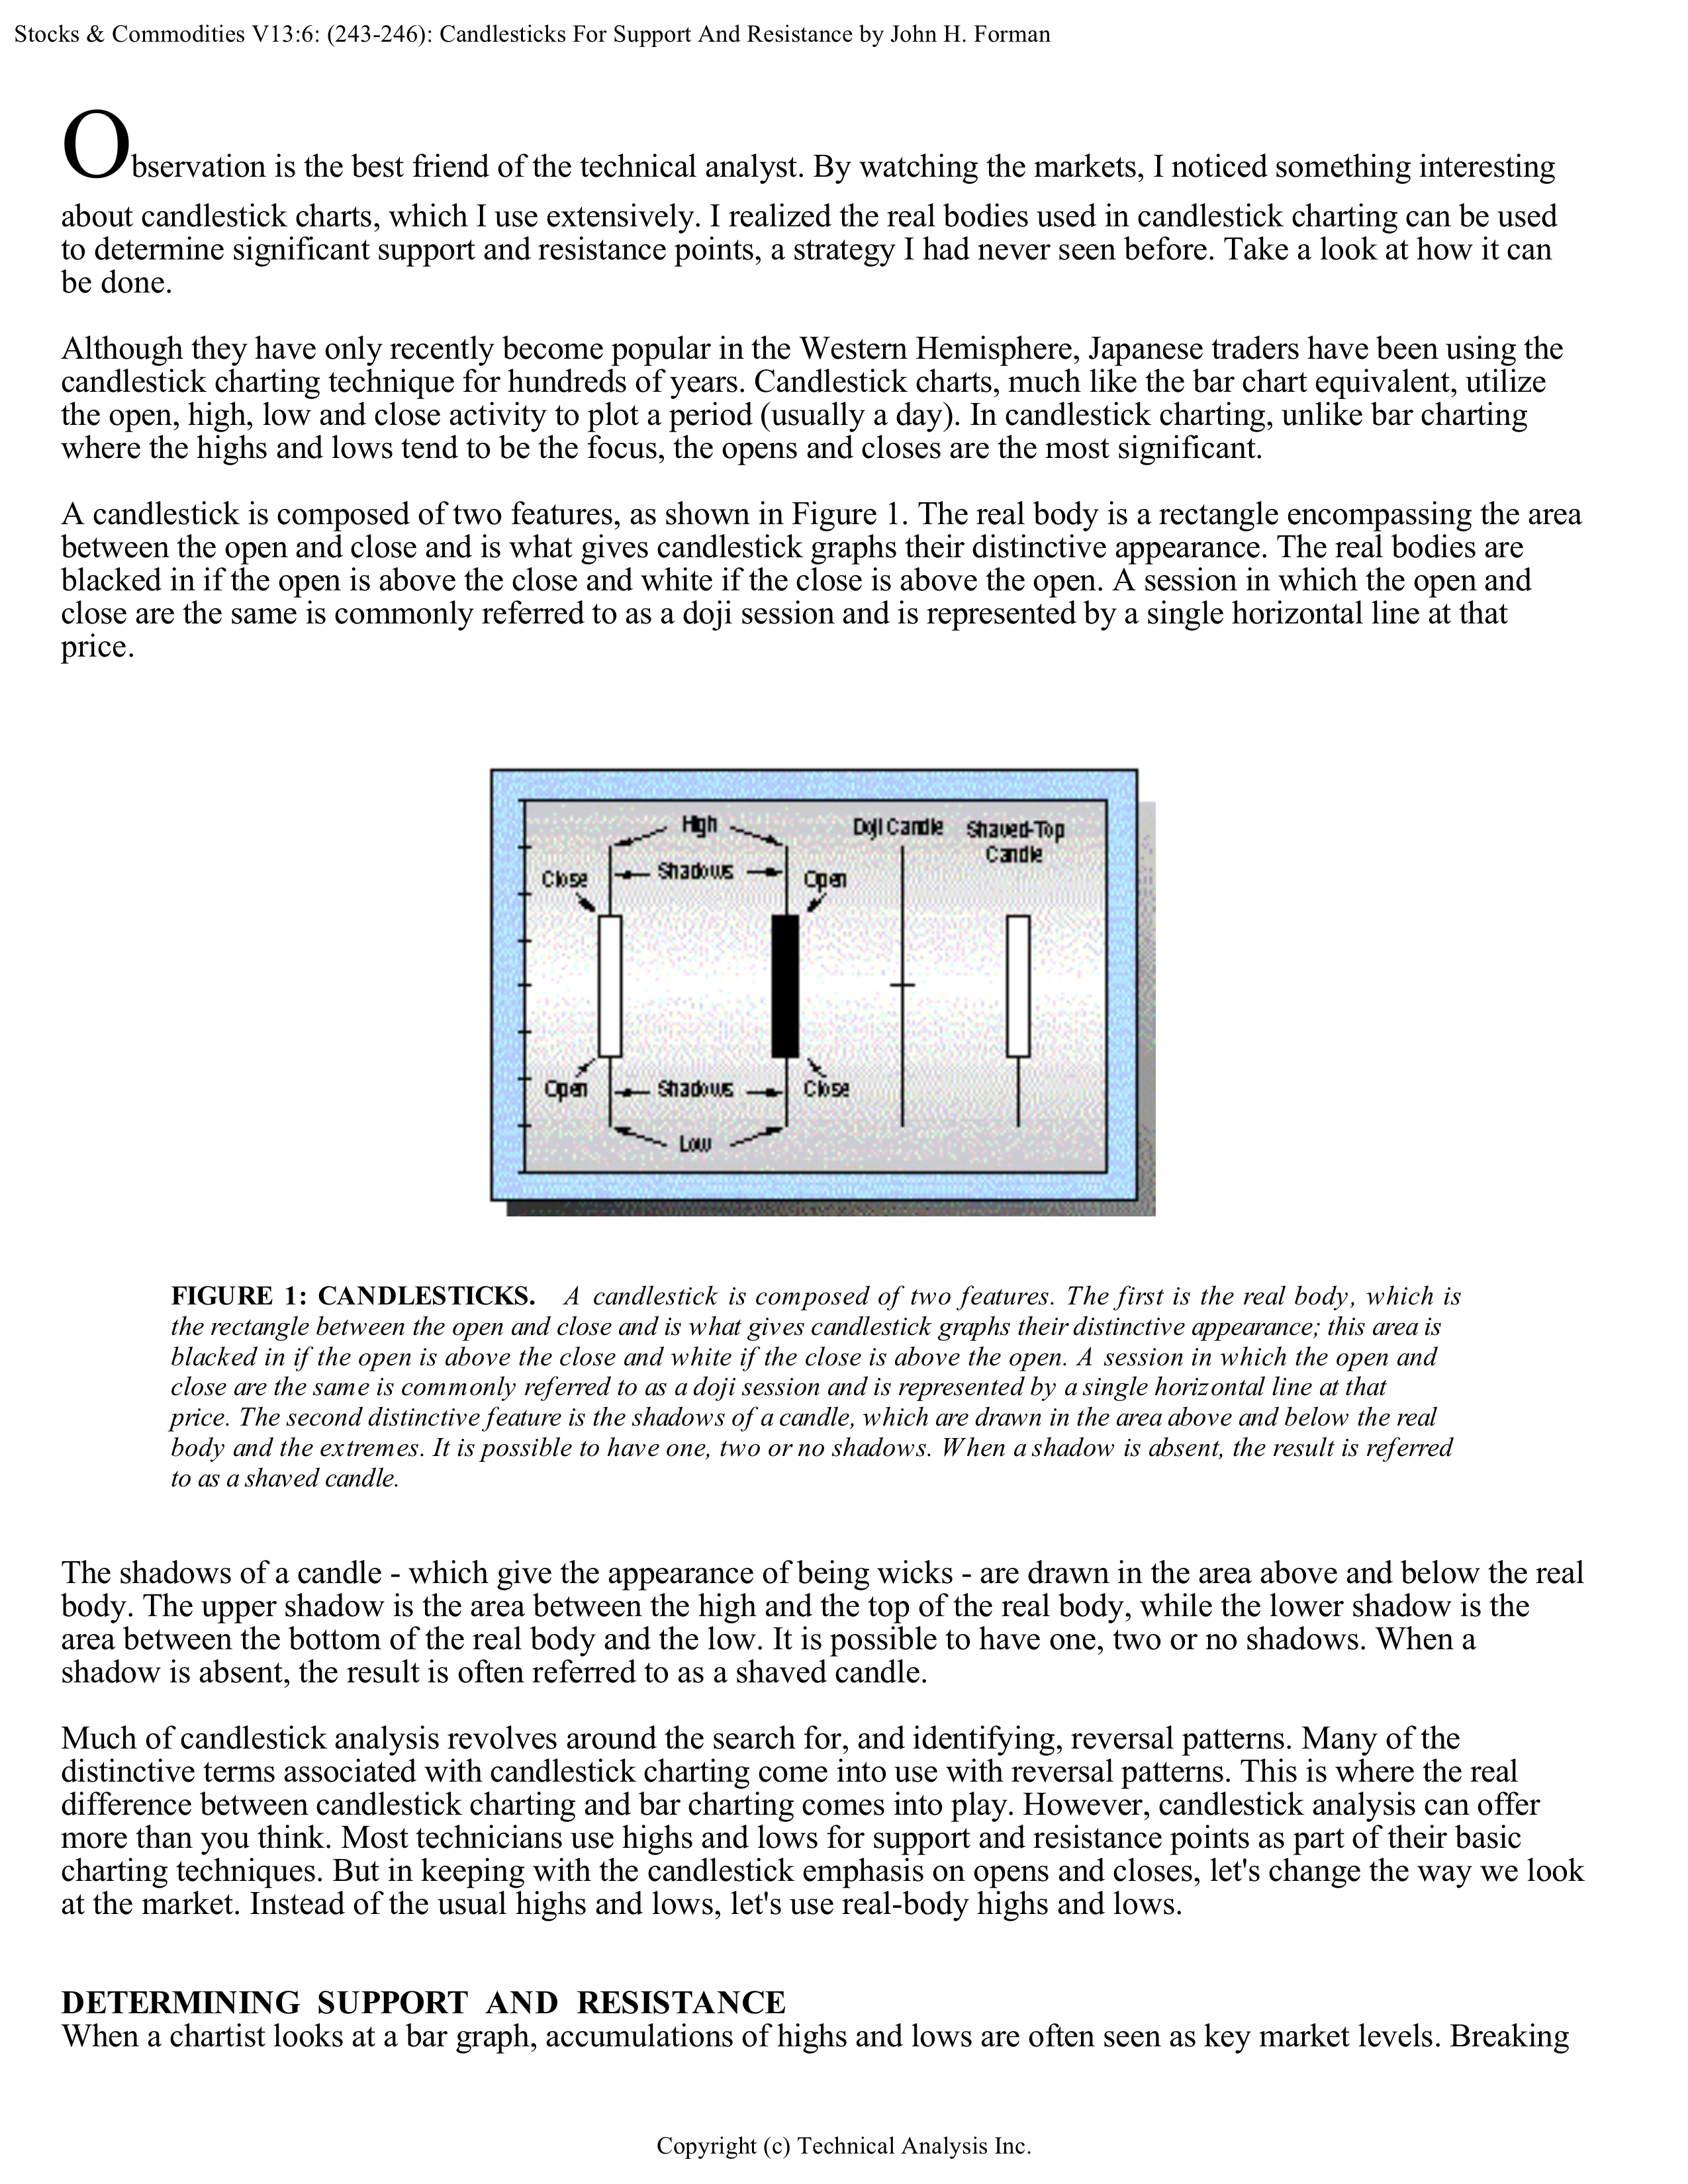 Stocks & Commodities V13:6: (243-246): Candlesticks For Support And Resistance by John H. Forman
Observation is the best friend of the technical analyst. By watching the markets, I noticed something interesting
about candlestick charts, which I use extensively. I realized the real bodies used in candlestick charting can be used
to determine significant support and resistance points, a strategy I had never seen before. Take a look at how it can
be done.
Although they have only recently become popular in the Western Hemisphere, Japanese traders have been using the
candlestick charting technique for hundreds of years. Candlestick charts, much like the bar chart equivalent, utilize
the open, high, low and close activity to plot a period (usually a day). In candlestick charting, unlike bar charting
where the highs and lows tend to be the focus, the opens and closes are the most significant.
A candlestick is composed of two features, as shown in Figure 1. The real body is a rectangle encompassing the area
between the open and close and is what gives candlestick graphs their distinctive appearance. The real bodies are
blacked in if the open is above the close and white if the close is above the open. A session in which the open and
close are the same is commonly referred to as a doji session and is represented by a single horizontal line at that
price.
High
Doji Candle
Shaved-Top
Candle
Close
Shadows
Open
Open
Shadows
Close
Low
FIGURE 1: CANDLESTICKS. A candlestick is composed of two features. The first is the real body, which is
the rectangle between the open and close and is what gives candlestick graphs their distinctive appearance; this area is
blacked in if the open is above the close and white if the close is above the open. A session in which the open and
close are the same is commonly referred to as a doji session and is represented by a single horizontal line at that
price. The second distinctive feature is the shadows of a candle, which are drawn in the area above and below the real
body and the extremes. It is possible to have one, two or no shadows. When a shadow is absent, the result is referred
to as a shaved candle.
The shadows of a candle - which give the appearance of being wicks - are drawn in the area above and below the real
body. The upper shadow is the area between the high and the top of the real body, while the lower shadow is the
area between the bottom of the real body and the low. It is possible to have one, two or no shadows. When a
shadow is absent, the result is often referred to as a shaved candle.
Much of candlestick analysis revolves around the search for, and identifying, reversal patterns. Many of the
distinctive terms associated with candlestick charting come into use with reversal patterns. This is where the real
difference between candlestick charting and bar charting comes into play. However, candlestick analysis can offer
more than you think. Most technicians use highs and lows for support and resistance points as part of their basic
charting techniques. But in keeping with the candlestick emphasis on opens and closes, let's change the way we look
at the market. Instead of the usual highs and lows, let's use real-body highs and lows.
DETERMINING SUPPORT AND RESISTANCE
When a chartist looks at a bar graph, accumulations of highs and lows are often seen as key market levels. Breaking
Copyright (c) Technical Analysis Inc.